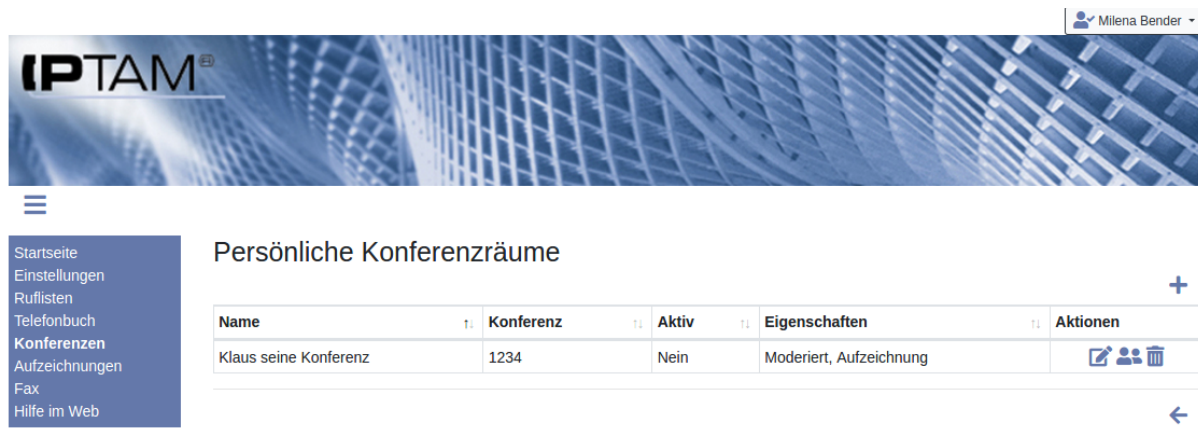 Milena Bender
IPTAM®
Startseite
Einstellungen
Ruflisten
Telefonbuch
Konferenzen
Aufzeichnungen
Fax
Hilfe im Web
Persönliche Konferenzräume
Name Konferenz Aktiv Eigenschaften Aktionen
Klaus seine Konferenz 1234 Nein Moderiert, Aufzeichnung